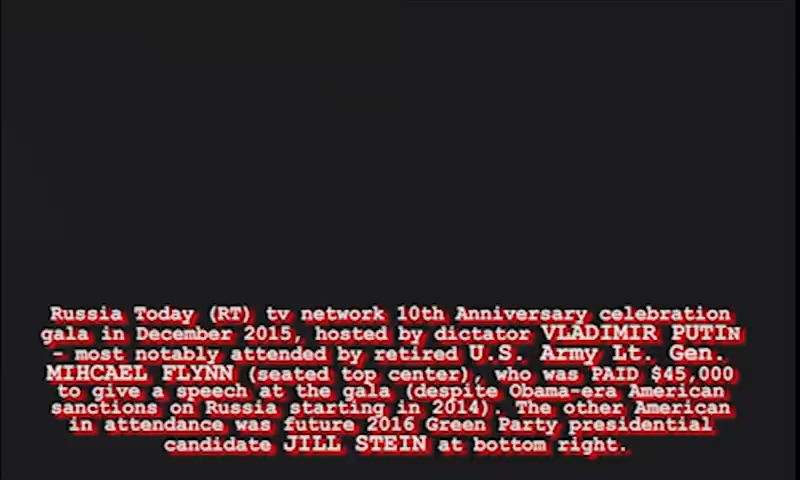 Russia Today (RT) tv network 10th Anniversary celebration
gala in December 2015, hosted by dictator VLADIMIR PUTIN
- most notably attended by retired U.S. Army Lt. Gen.
MIHCAEL FLYNN (seated top center), who was PAID $45,000
to give a speech at the gala (despite Obama-era American
sanctions on Russia starting in 2014). The other American
in attendance was future 2016 Green Party presidential
candidate JILL STEIN at bottom right.